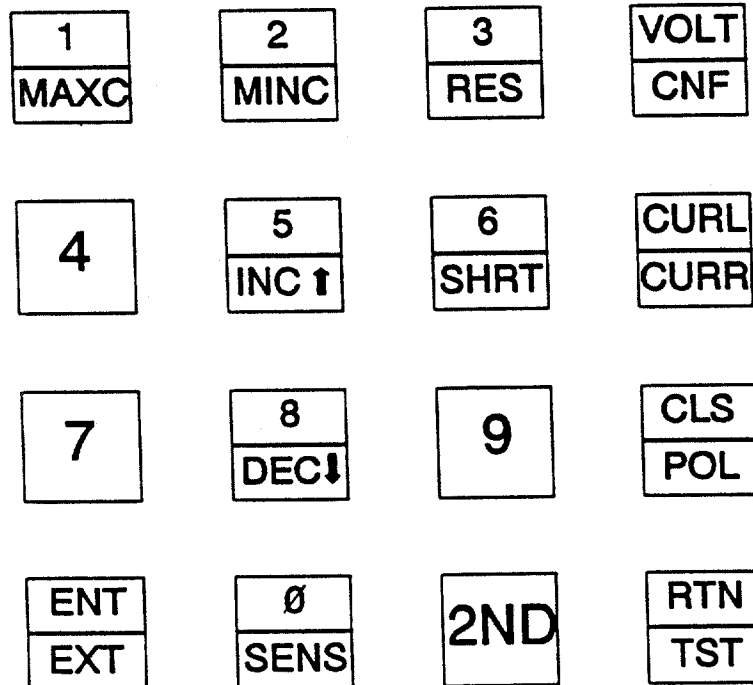 1 2 3 VOLT
MAXC MINC RES CNF
4 5 6 CURL
INC ⬆ SHRT CURR
7 8 9 CLS
DEC⬇ POL
ENT Ø 2ND RTN
EXT SENS TST